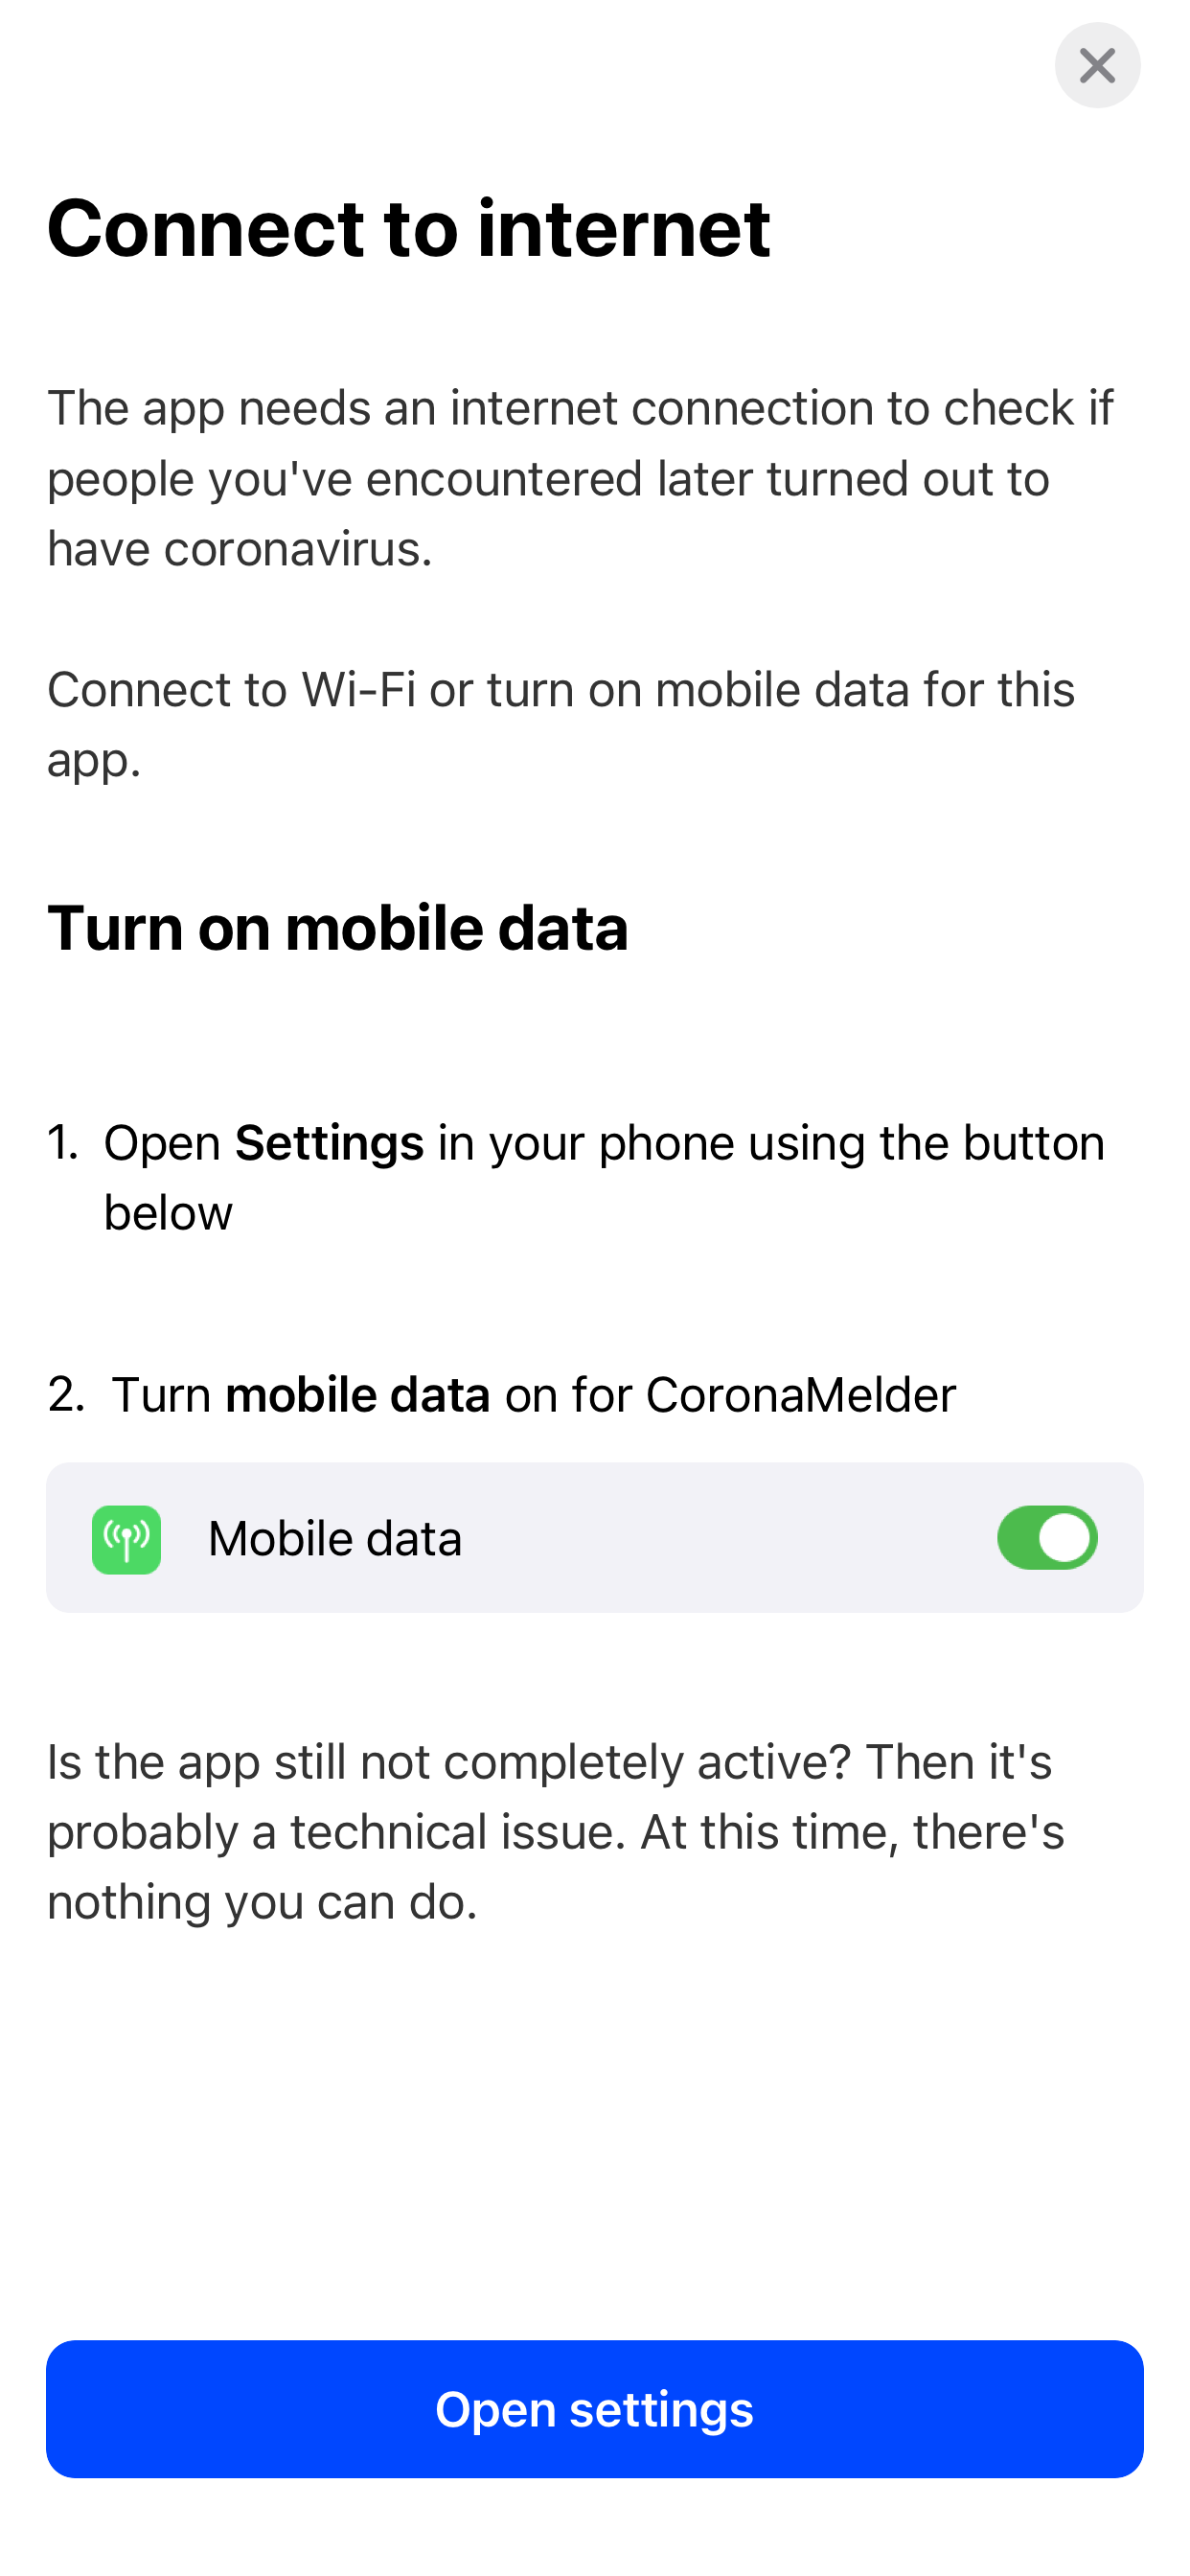 Connect to internet
The app needs an internet connection to check if
people you've encountered later turned out to
have coronavirus.
Connect to Wi-Fi or turn on mobile data for this
app.
Turn on mobile data
1. Open Settings in your phone using the button
below
2. Turn mobile data on for CoronaMelder
Mobile data
Is the app still not completely active? Then it's
probably a technical issue. At this time, there's
nothing you can do.
Open settings